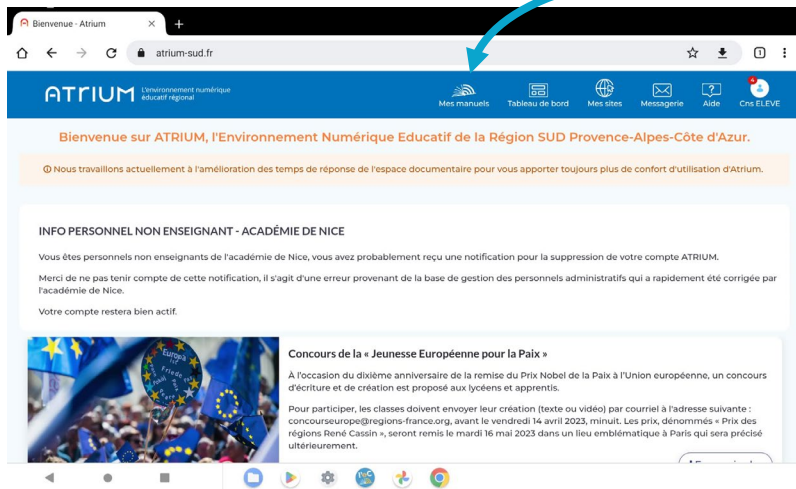 Bienvenue - Atrium
atrium-sud.fr
1
ATRIUM
L'environnement numérique
éducatif régional
Mes manuels
Tableau de bord
Mes sites
Messagerie
?
Aide
4
Cns ELEVE
Bienvenue sur ATRIUM, l'Environnement Numérique Educatif de la Région SUD Provence-Alpes-Côte d'Azur.
Nous travaillons actuellement à l'amélioration des temps de réponse de l'espace documentaire pour vous apporter toujours plus de confort d'utilisation d'Atrium.
INFO PERSONNEL NON ENSEIGNANT - ACADÉMIE DE NICE
Vous êtes personnels non enseignants de l'académie de Nice, vous avez probablement reçu une notification pour la suppression de votre compte ATRIUM.
Merci de ne pas tenir compte de cette notification, il s'agit d'une erreur provenant de la base de gestion des personnels administratifs qui a rapidement été corrigée par
l'académie de Nice.
Votre compte restera bien actif.
Europa
Friede
Concours de la « Jeunesse Européenne pour la Paix »
À l'occasion du dixième anniversaire de la remise du Prix Nobel de la Paix à l'Union européenne, un concours
d'écriture et de création est proposé aux lycéens et apprentis.
Pour participer, les classes doivent envoyer leur création (texte ou vidéo) par courriel à l'adresse suivante :
concourseurope@regions-france.org, avant le vendredi 14 avril 2023, minuit. Les prix, dénommés « Prix des
régions René Cassin », seront remis le mardi 16 mai 2023 dans un lieu emblématique à Paris qui sera précisé
ultérieurement.